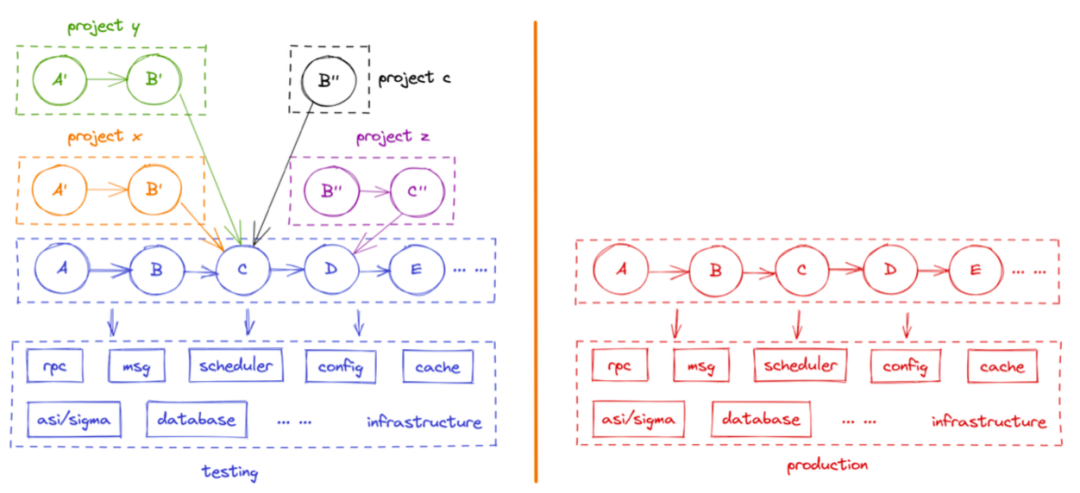 project y
A' B' B" project c
project x project z
A' B' B" C"
A B C D E ... ...
rpc msg scheduler config cache
asi/sigma database ... ... infrastructure
testing
A B C D E ... ...
rpc msg scheduler config cache
asi/sigma database ... ... infrastructure
production